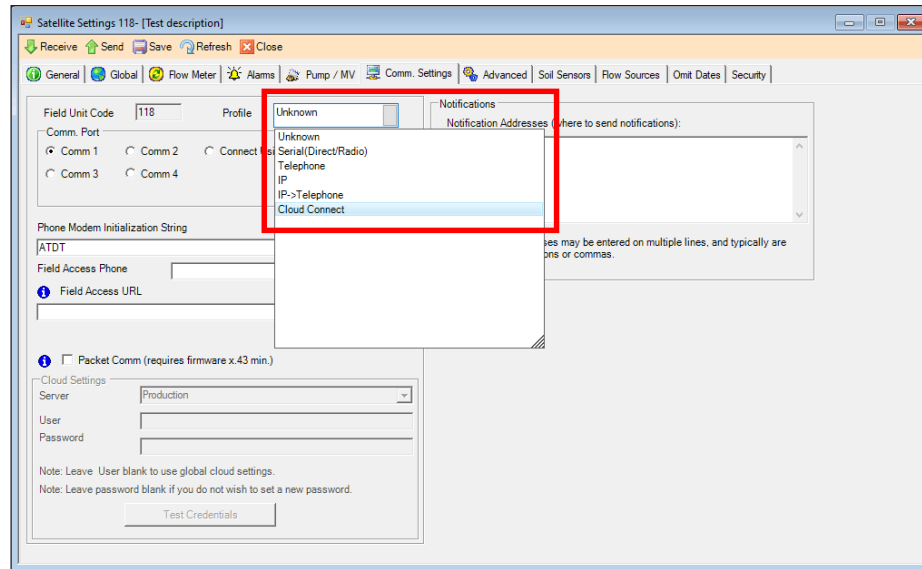 Satellite Settings 118- [Test description]
Receive Send Save Refresh Close
General Global Flow Meter Alarms Pump / MV Comm. Settings Advanced Soil Sensors Flow Sources Omit Dates Security
Field Unit Code 118 Profile Unknown
Notifications
Notification Addresses (where to send notifications):
Comm. Port
Comm 1 Comm 2 Connect Usi
Comm 3 Comm 4
Unknown
Serial(Direct/Radio)
Telephone
IP
IP->Telephone
Cloud Connect
Phone Modem Initialization String
ATDT
Field Access Phone
Field Access URL
ses may be entered on multiple lines, and typically are
ons or commas.
Packet Comm (requires firmware x.43 min.)
Cloud Settings
Server Production
User
Password
Note: Leave User blank to use global cloud settings.
Note: Leave password blank if you do not wish to set a new password.
Test Credentials